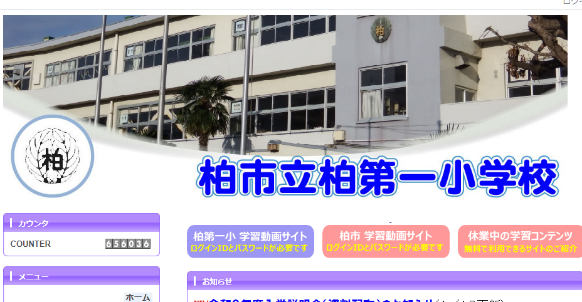 ログイ
柏
柏
柏市立柏第一小学校
カウンタ
COUNTER 656036
柏第一小 学習動画サイト
ログインIDとパスワードが必要です
柏市 学習動画サイト
ログインIDとパスワードが必要です
休業中の学習コンテンツ
無料で利用できるサイトのご紹介
メニュー
ホーム
お知らせ